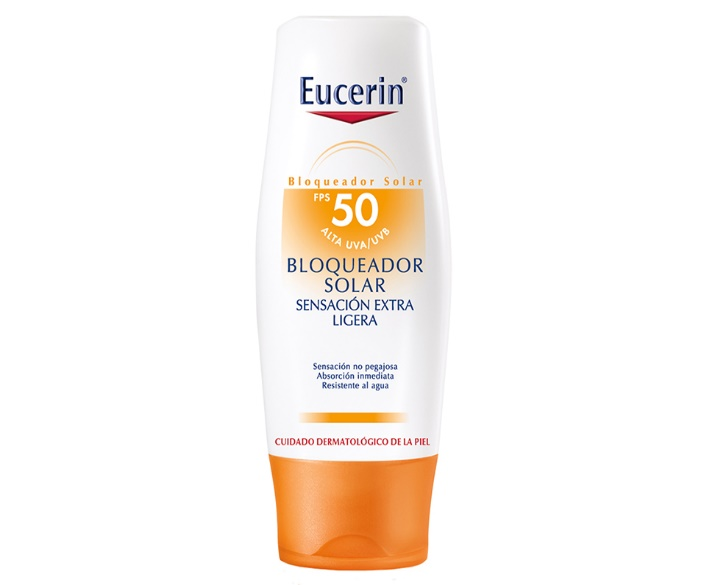 Eucerin®
Bloqueador Solar
FPS 50
ALTA UVA/UVB
BLOQUEADOR
SOLAR
SENSACIÓN EXTRA
LIGERA
Sensación no pegajosa
Absorción inmediata
Resistente al agua
CUIDADO DERMATOLÓGICO DE LA PIEL